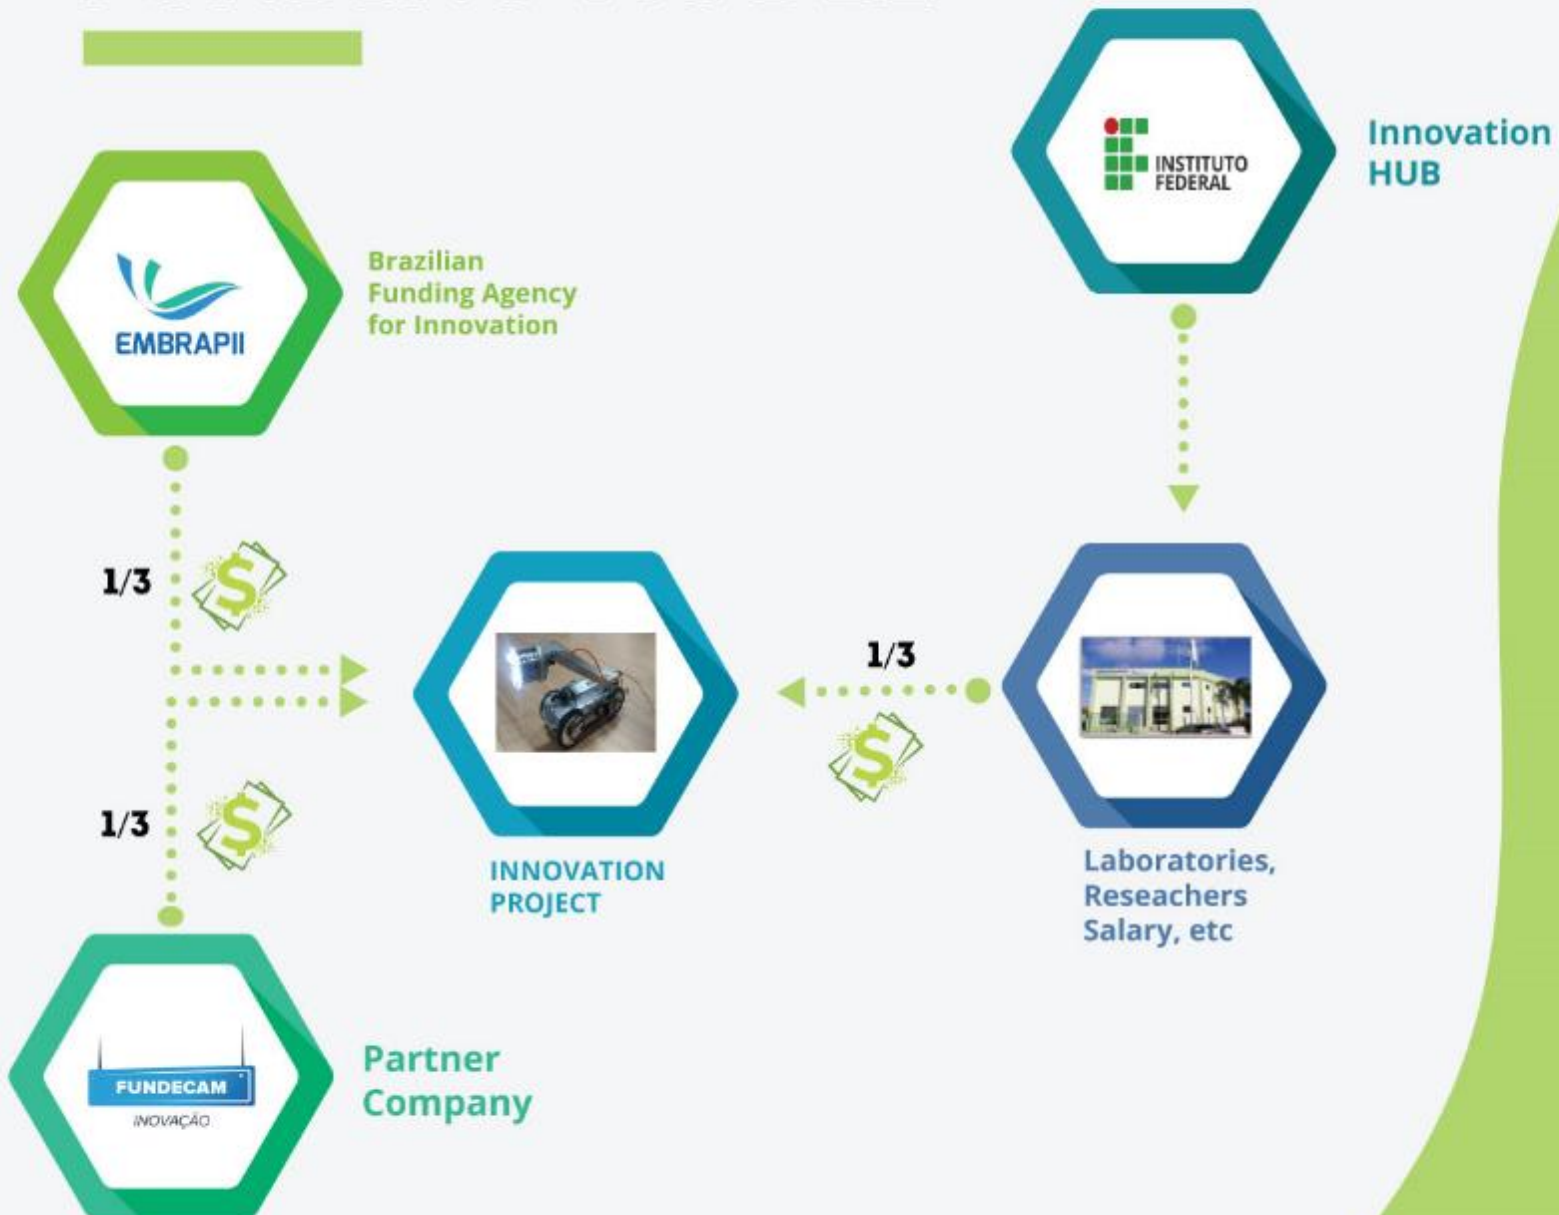 INSTITUTO
FEDERAL
Innovation
HUB
EMBRAPII
Brazilian
Funding Agency
for Innovation
1/3
1/3
1/3
INNOVATION
PROJECT
Laboratories,
Reseachers
Salary, etc
FUNDECAM
INOVAÇÃO
Partner
Company